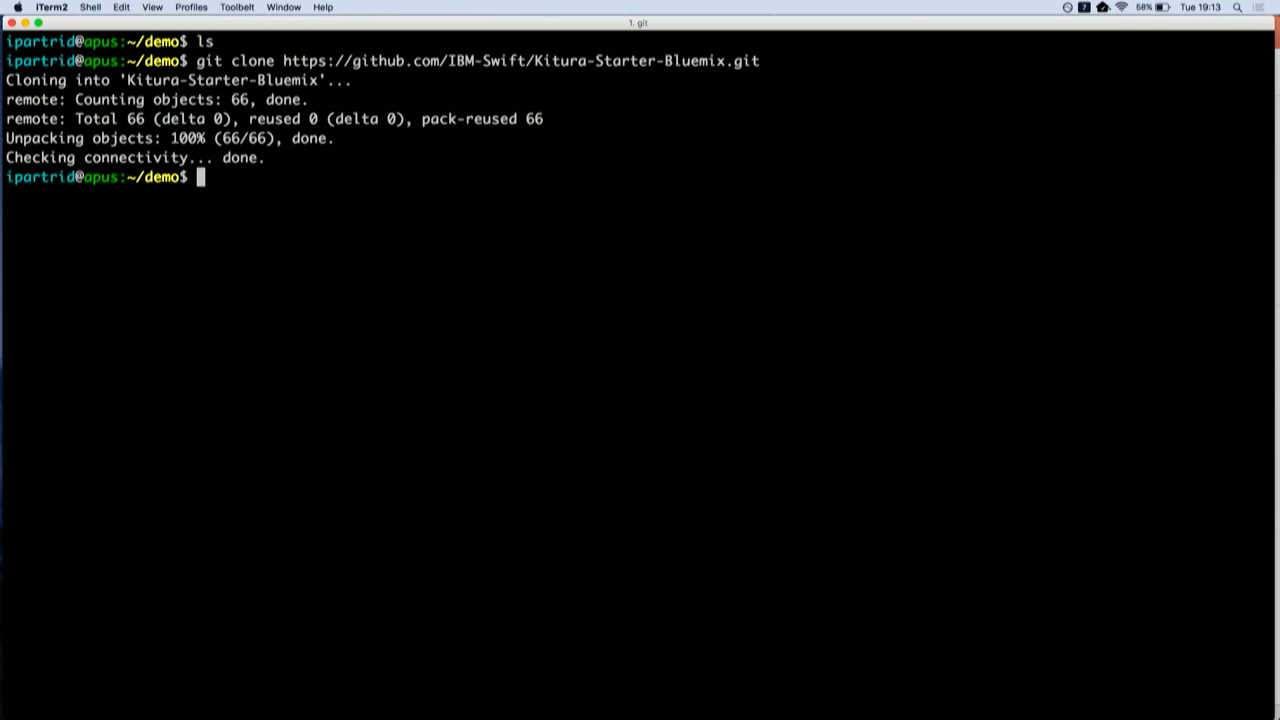 iTerm2 Shell Edit View Profiles Toolbelt Window Help 7 58% Tue 19:13
1. git
ipartrid@apus:~/demo$ ls
ipartrid@apus:~/demo$ git clone https://github.com/IBM-Swift/Kitura-Starter-Bluemix.git
Cloning into 'Kitura-Starter-Bluemix'...
remote: Counting objects: 66, done.
remote: Total 66 (delta 0), reused 0 (delta 0), pack-reused 66
Unpacking objects: 100% (66/66), done.
Checking connectivity... done.
ipartrid@apus:~/demo$